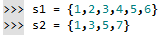 >>> s1 = {1,2,3,4,5,6}
>>> s2 = {1,3,5,7}